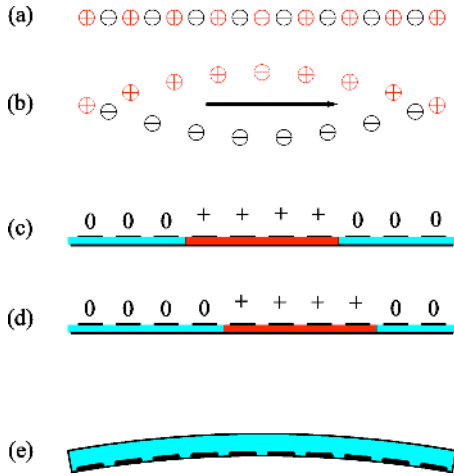 (a)
(b)
(c) 0 0 0 + + + + 0 0 0
(d) 0 0 0 0 + + + + 0 0
(e)